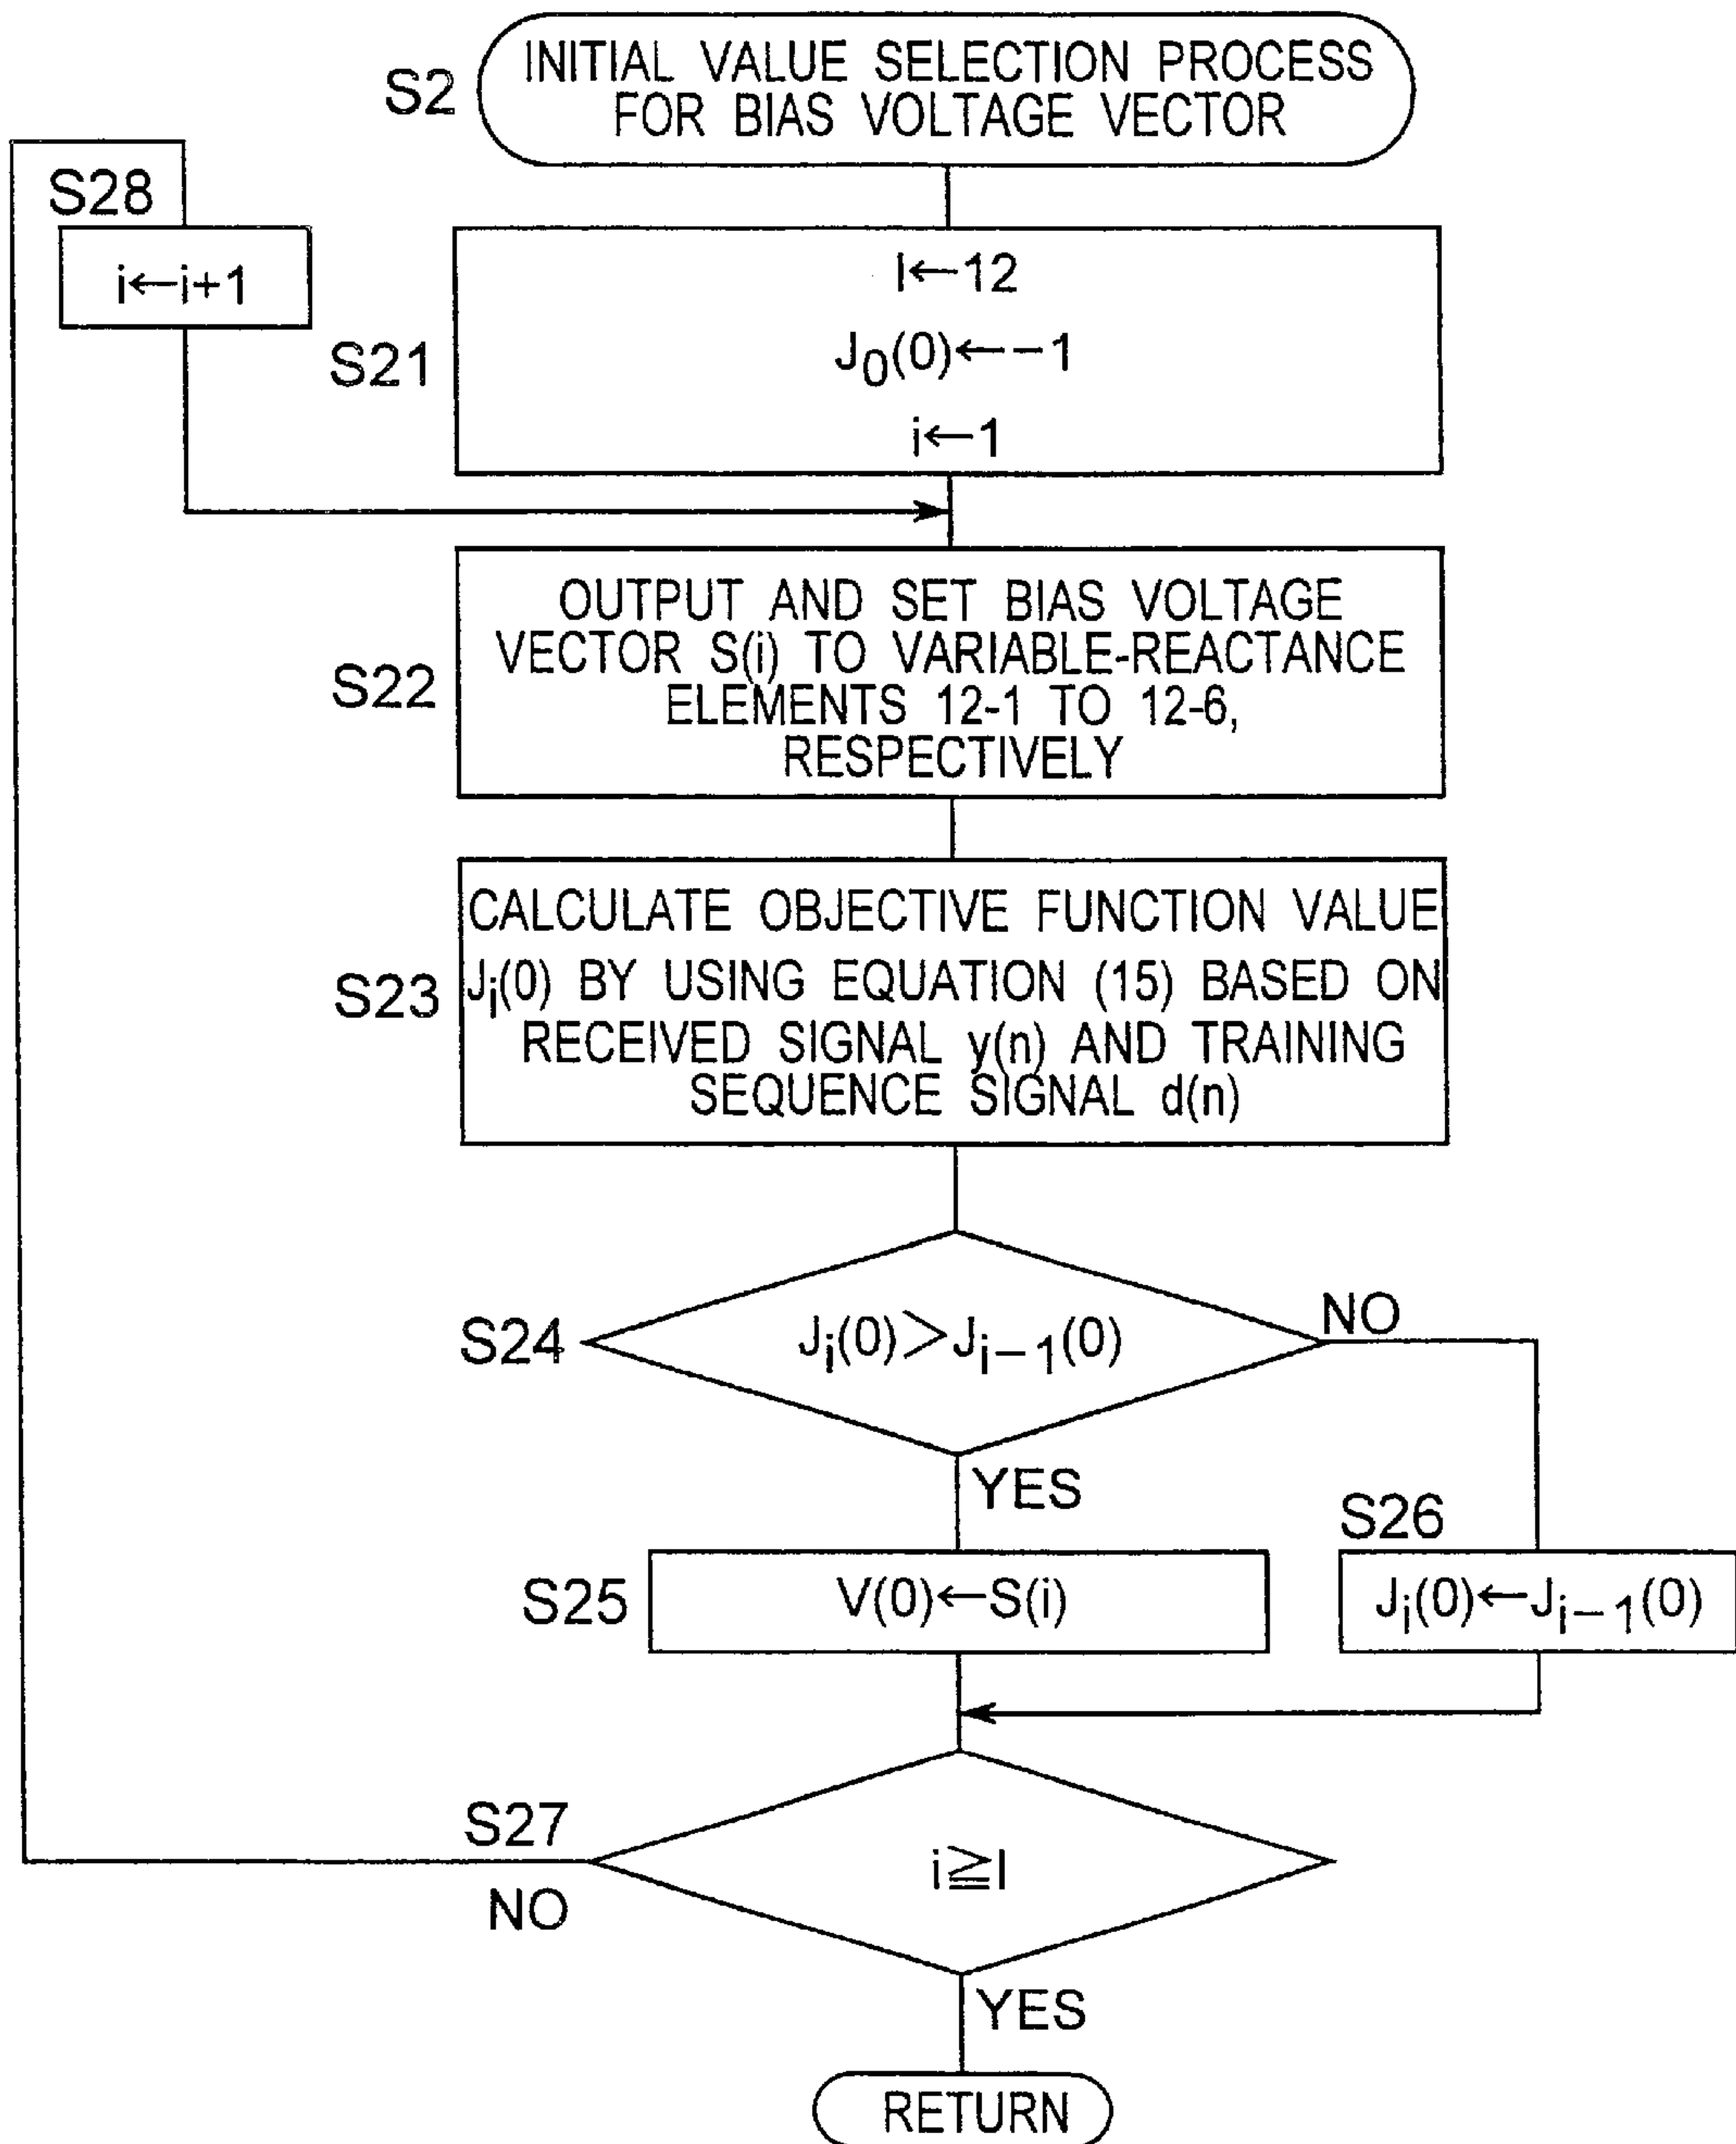 S2
INITIAL VALUE SELECTION PROCESS
FOR BIAS VOLTAGE VECTOR
S28
i←i+1
S21
I←12
J0(0)←−1
i←1
S22
OUTPUT AND SET BIAS VOLTAGE
VECTOR S(i) TO VARIABLE-REACTANCE
ELEMENTS 12-1 TO 12-6,
RESPECTIVELY
S23
CALCULATE OBJECTIVE FUNCTION VALUE
Ji(0) BY USING EQUATION (15) BASED ON
RECEIVED SIGNAL y(n) AND TRAINING
SEQUENCE SIGNAL d(n)
S24
Ji(0)>Ji−1(0)
NO
YES
S25
V(0)←S(i)
S26
Ji(0)←Ji−1(0)
S27
i≧I
NO
YES
RETURN